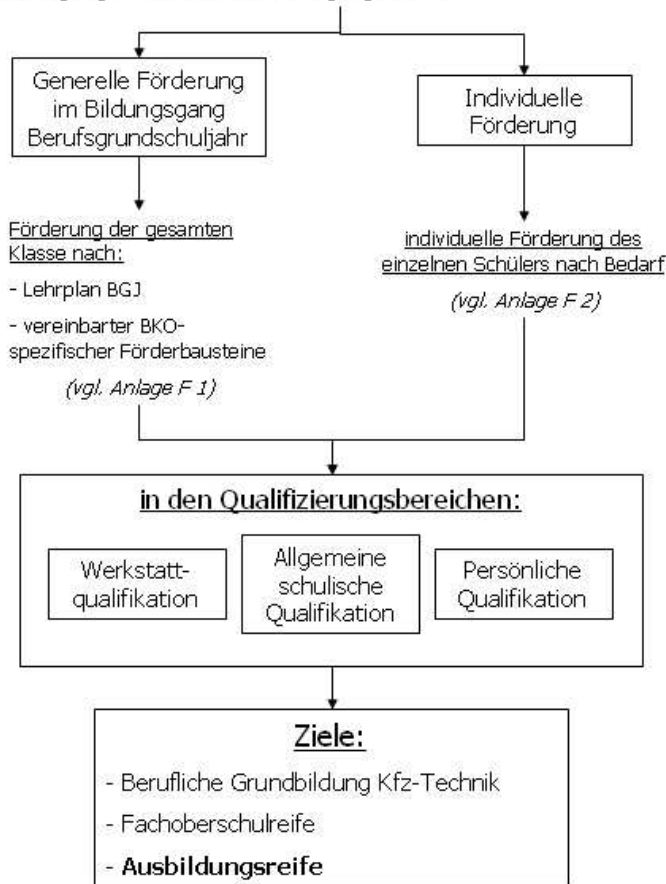 Generelle Förderung
im Bildungsgang
Berufsgrundschuljahr
Individuelle
Förderung
Förderung der gesamten
Klasse nach:
- Lehrplan BGJ
- vereinbarter BKO-
spezifischer Förderbausteine
(vgl. Anlage F 1)
individuelle Förderung des
einzelnen Schülers nach Bedarf
(vgl. Anlage F 2)
in den Qualifizierungsbereichen:
Werkstatt-
qualifikation
Allgemeine
schulische
Qualifikation
Persönliche
Qualifikation
Ziele:
- Berufliche Grundbildung Kfz-Technik
- Fachoberschulreife
- Ausbildungsreife